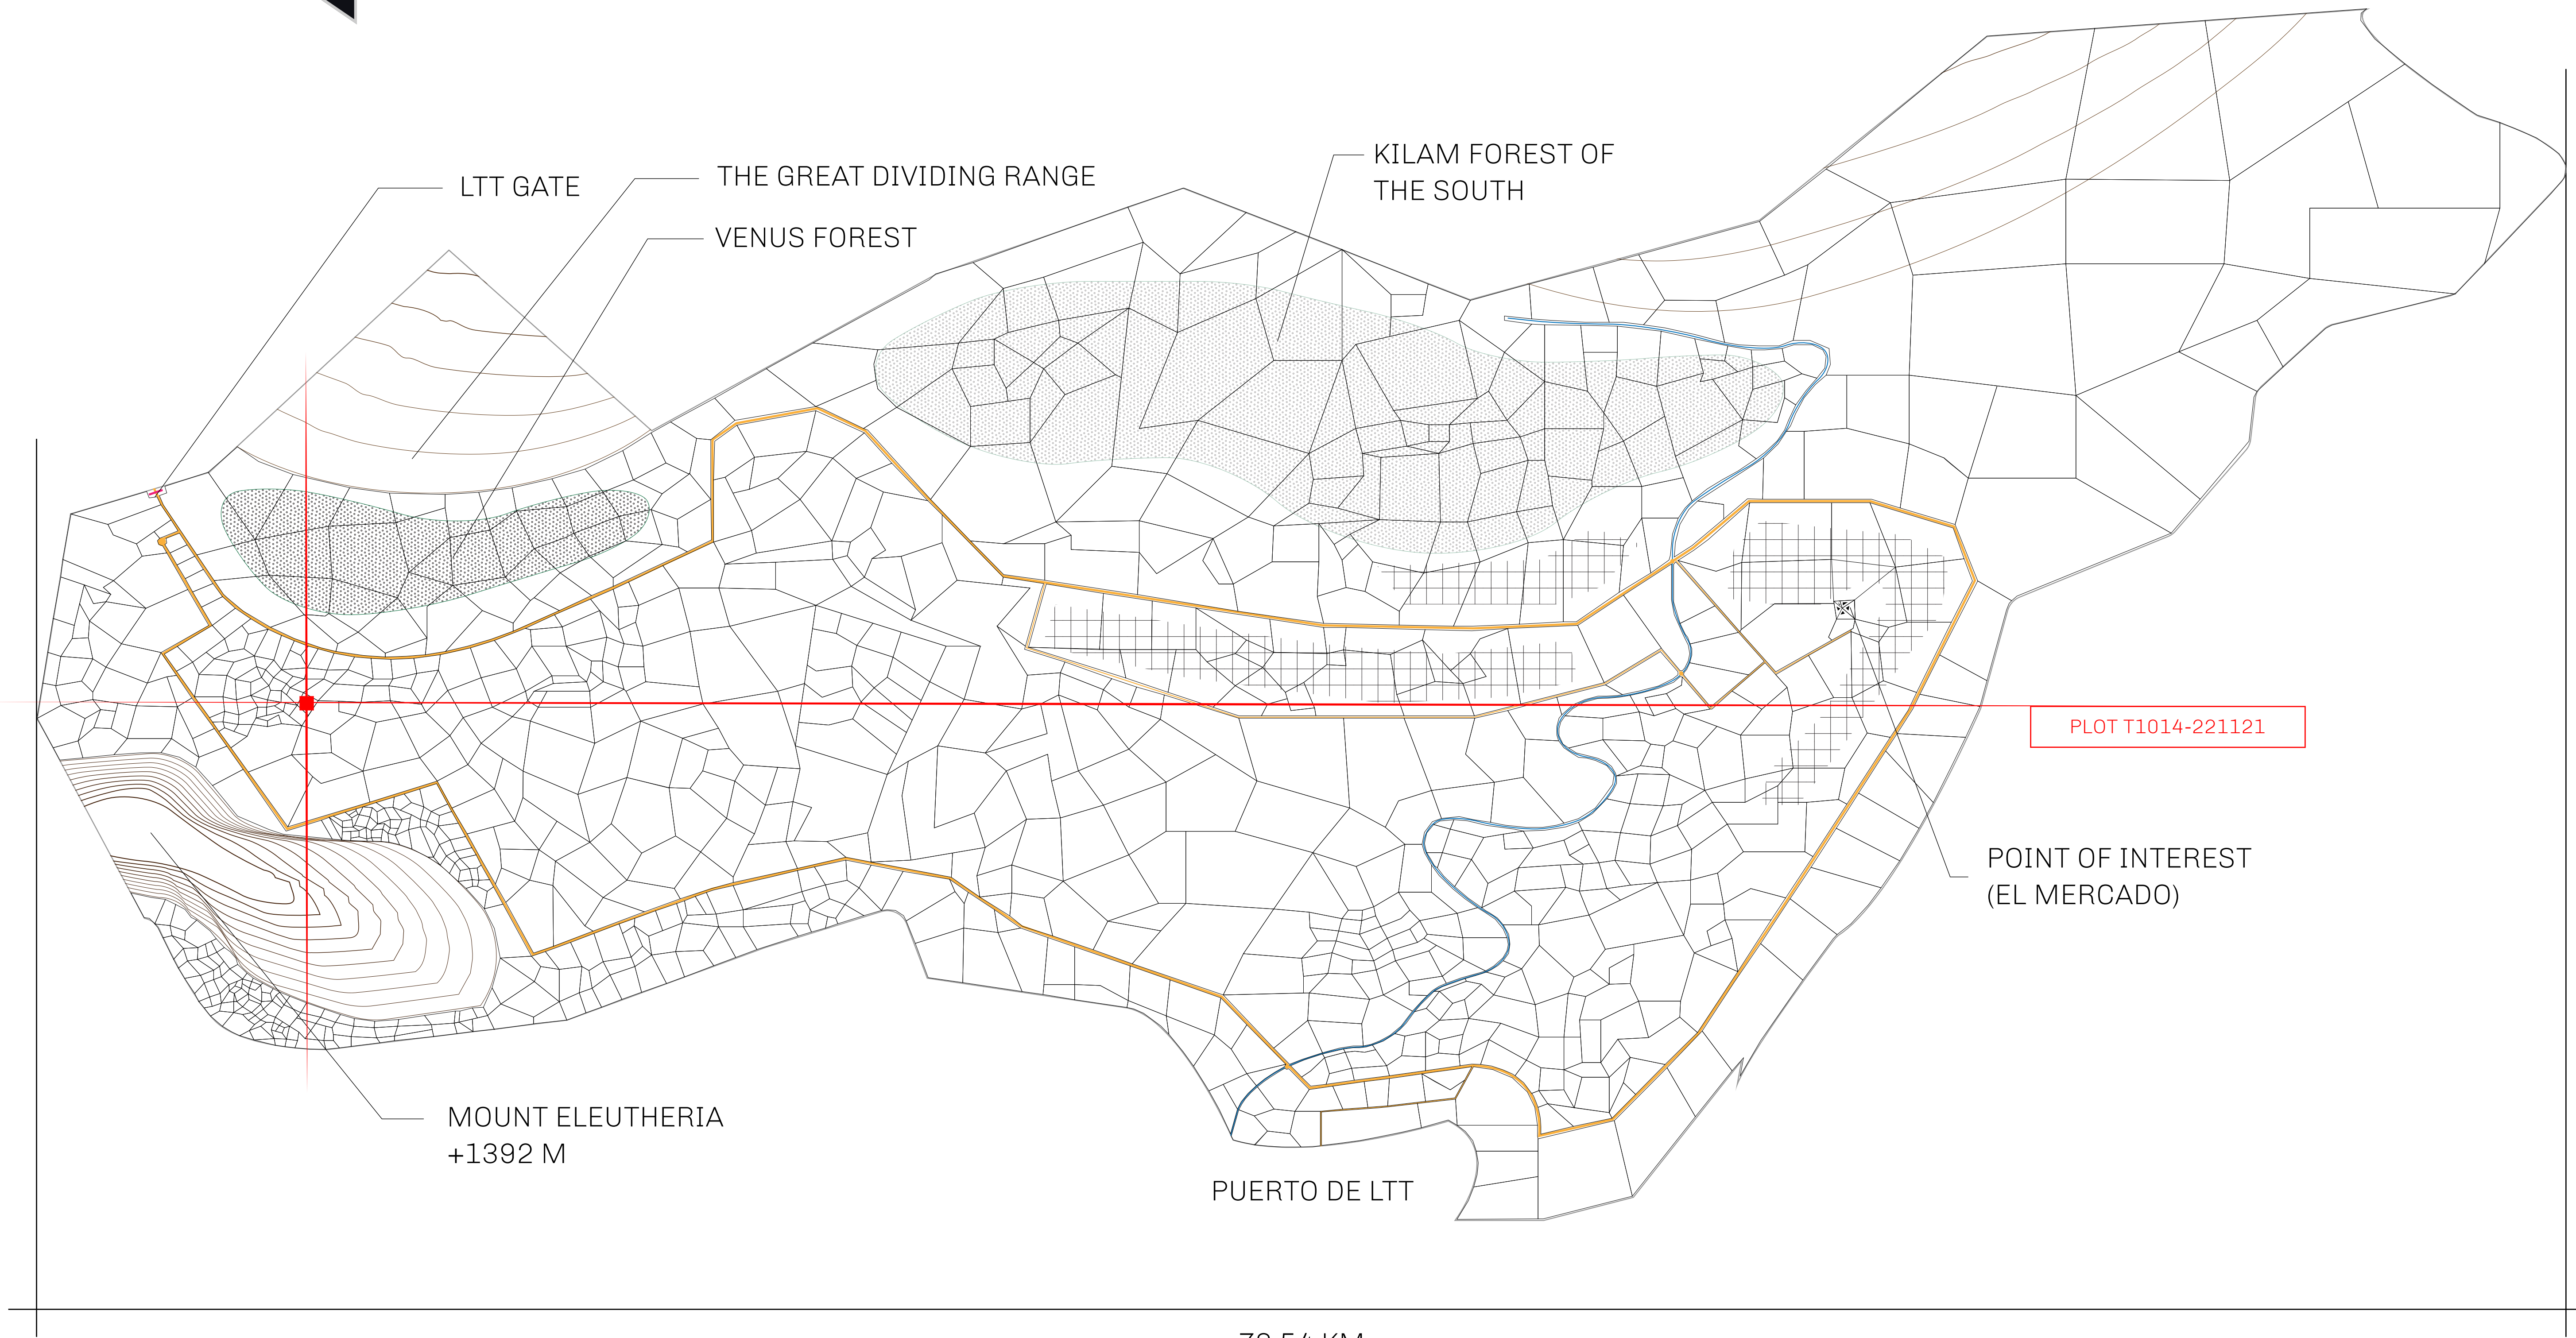 KILAM FOREST OF
THE SOUTH
LTT GATE
THE GREAT DIVIDING RANGE
VENUS FOREST
PLOT T1014-221121
POINT OF INTEREST
(EL MERCADO)
MOUNT ELEUTHERIA
+1392 M
PUERTO DE LTT